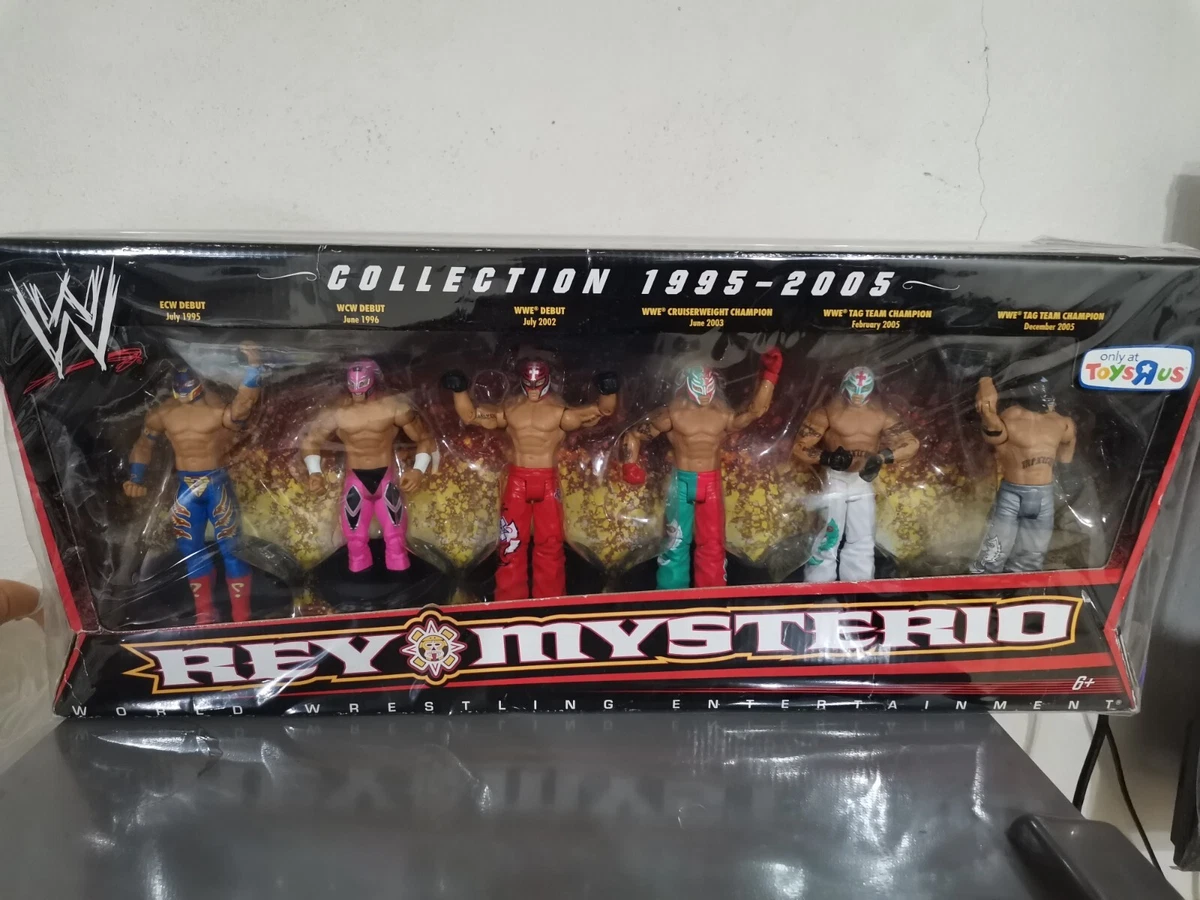 W
COLLECTION 1995-2005
ECW DEBUT
July 1995
WCW DEBUT
June 1996
WWE® DEBUT
July 2002
WWE® CRUISERWEIGHT CHAMPION
June 2003
WWE® TAG TEAM CHAMPION
February 2005
WWE® TAG TEAM CHAMPION
December 2005
only at
ToysRus
REY MYSTERIO
6+
WORLD WRESTLING ENTERTAINMENT®